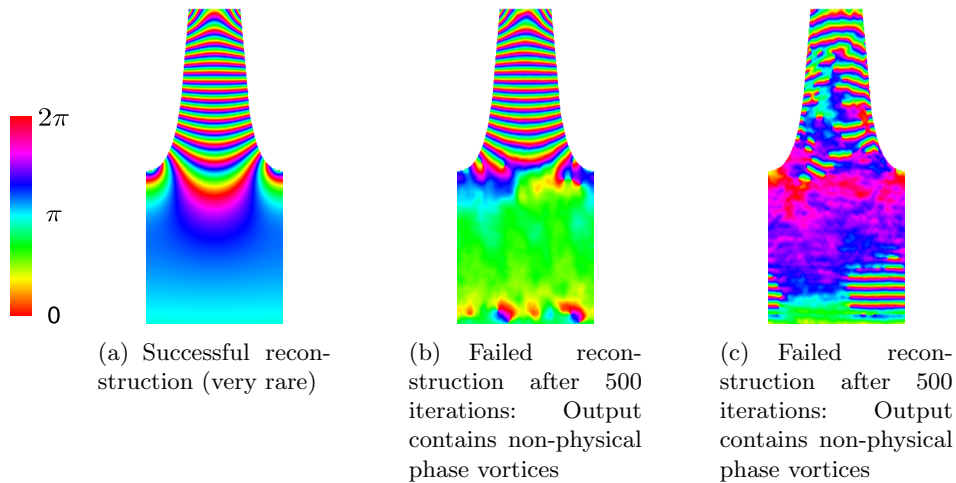 2π
π
0
(a) Successful recon-
struction (very rare)
(b) Failed recon-
struction after 500
iterations: Output
contains non-physical
phase vortices
(c) Failed recon-
struction after 500
iterations: Output
contains non-physical
phase vortices